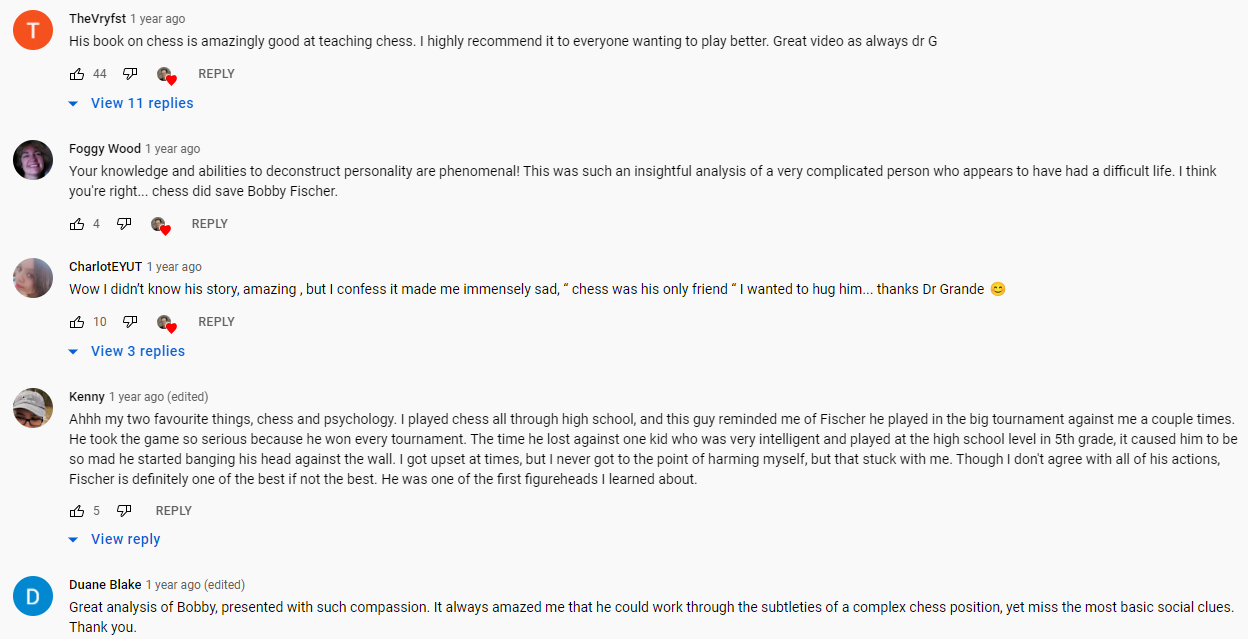 T
TheVryfst 1 year ago
His book on chess is amazingly good at teaching chess. I highly recommend it to everyone wanting to play better. Great video as always dr G
44 REPLY
View 11 replies
Foggy Wood 1 year ago
Your knowledge and abilities to deconstruct personality are phenomenal! This was such an insightful analysis of a very complicated person who appears to have had a difficult life. I think
you're right... chess did save Bobby Fischer.
4 REPLY
CharlotEYUT 1 year ago
Wow I didn’t know his story, amazing , but I confess it made me immensely sad, “ chess was his only friend “ I wanted to hug him... thanks Dr Grande 😊
10 REPLY
View 3 replies
Kenny 1 year ago (edited)
Ahhh my two favourite things, chess and psychology. I played chess all through high school, and this guy reminded me of Fischer he played in the big tournament against me a couple times.
He took the game so serious because he won every tournament. The time he lost against one kid who was very intelligent and played at the high school level in 5th grade, it caused him to be
so mad he started banging his head against the wall. I got upset at times, but I never got to the point of harming myself, but that stuck with me. Though I don't agree with all of his actions,
Fischer is definitely one of the best if not the best. He was one of the first figureheads I learned about.
5 REPLY
View reply
D
Duane Blake 1 year ago (edited)
Great analysis of Bobby, presented with such compassion. It always amazed me that he could work through the subtleties of a complex chess position, yet miss the most basic social clues.
Thank you.